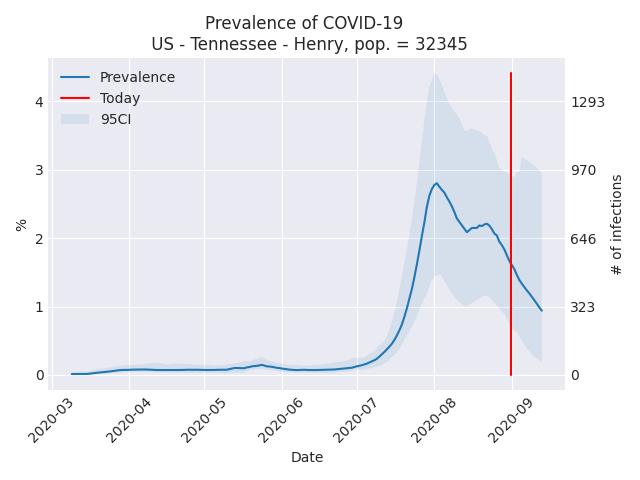 Prevalence of COVID-19
US - Tennessee - Henry, pop. = 32345
Prevalence
Today
95CI
%
4
3
2
1
0
1293
970
646
323
0
# of infections
2020-03
2020-04
2020-05
2020-06
2020-07
2020-08
2020-09
Date